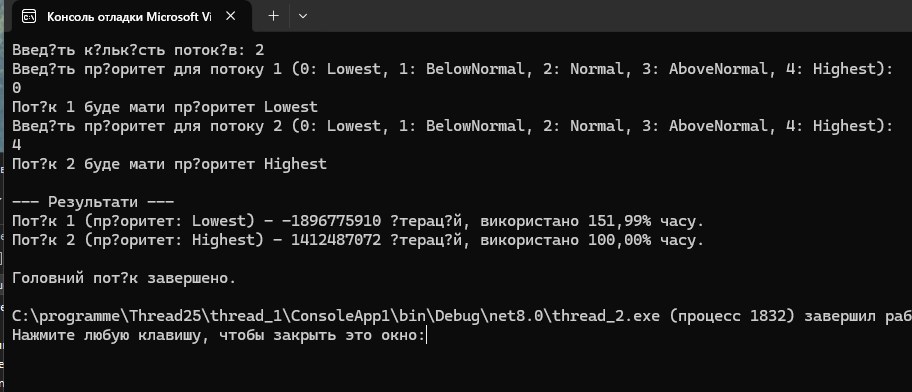 Консоль отладки Microsoft Vi
Введ?ть к?льк?сть поток?в: 2
Введ?ть пр?оритет для потоку 1 (0: Lowest, 1: BelowNormal, 2: Normal, 3: AboveNormal, 4: Highest):
0
Пот?к 1 буде мати пр?оритет Lowest
Введ?ть пр?оритет для потоку 2 (0: Lowest, 1: BelowNormal, 2: Normal, 3: AboveNormal, 4: Highest):
4
Пот?к 2 буде мати пр?оритет Highest
--- Результати ---
Пот?к 1 (пр?оритет: Lowest) - -1896775910 ?терац?й, використано 151,99% часу.
Пот?к 2 (пр?оритет: Highest) - 1412487072 ?терац?й, використано 100,00% часу.
Головний пот?к завершено.
C:\programme\Thread25\thread_1\ConsoleApp1\bin\Debug\net8.0\thread_2.exe (процесс 1832) завершил раб
Нажмите любую клавишу, чтобы закрыть это окно: